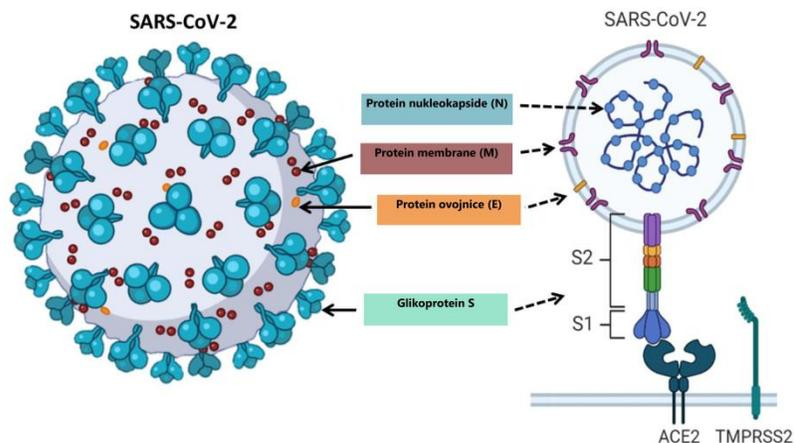 SARS-CoV-2
SARS-CoV-2
Protein nukleokapside (N)
Protein membrane (M)
Protein ovojnice (E)
Glikoprotein S
S2
S1
ACE2
TMPRSS2